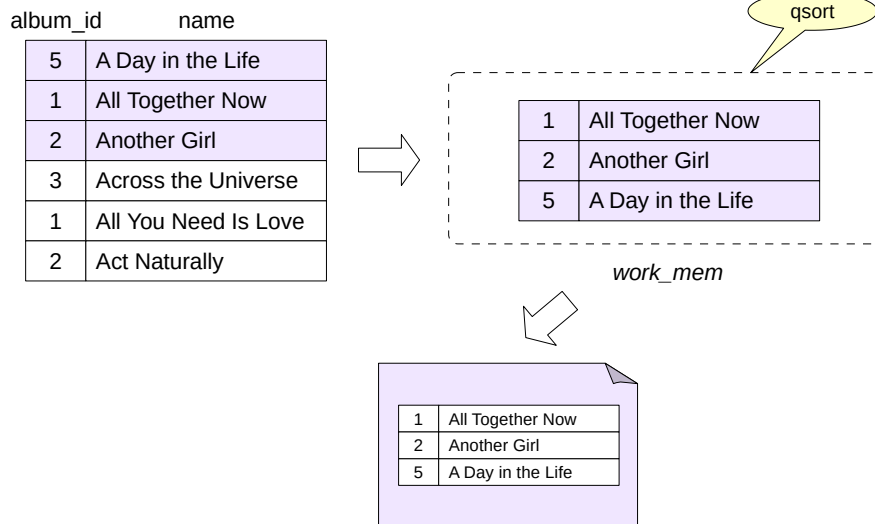 album_id name
5 A Day in the Life
1 All Together Now
2 Another Girl
3 Across the Universe
1 All You Need Is Love
2 Act Naturally
qsort
1 All Together Now
2 Another Girl
5 A Day in the Life
work_mem
1 All Together Now
2 Another Girl
5 A Day in the Life